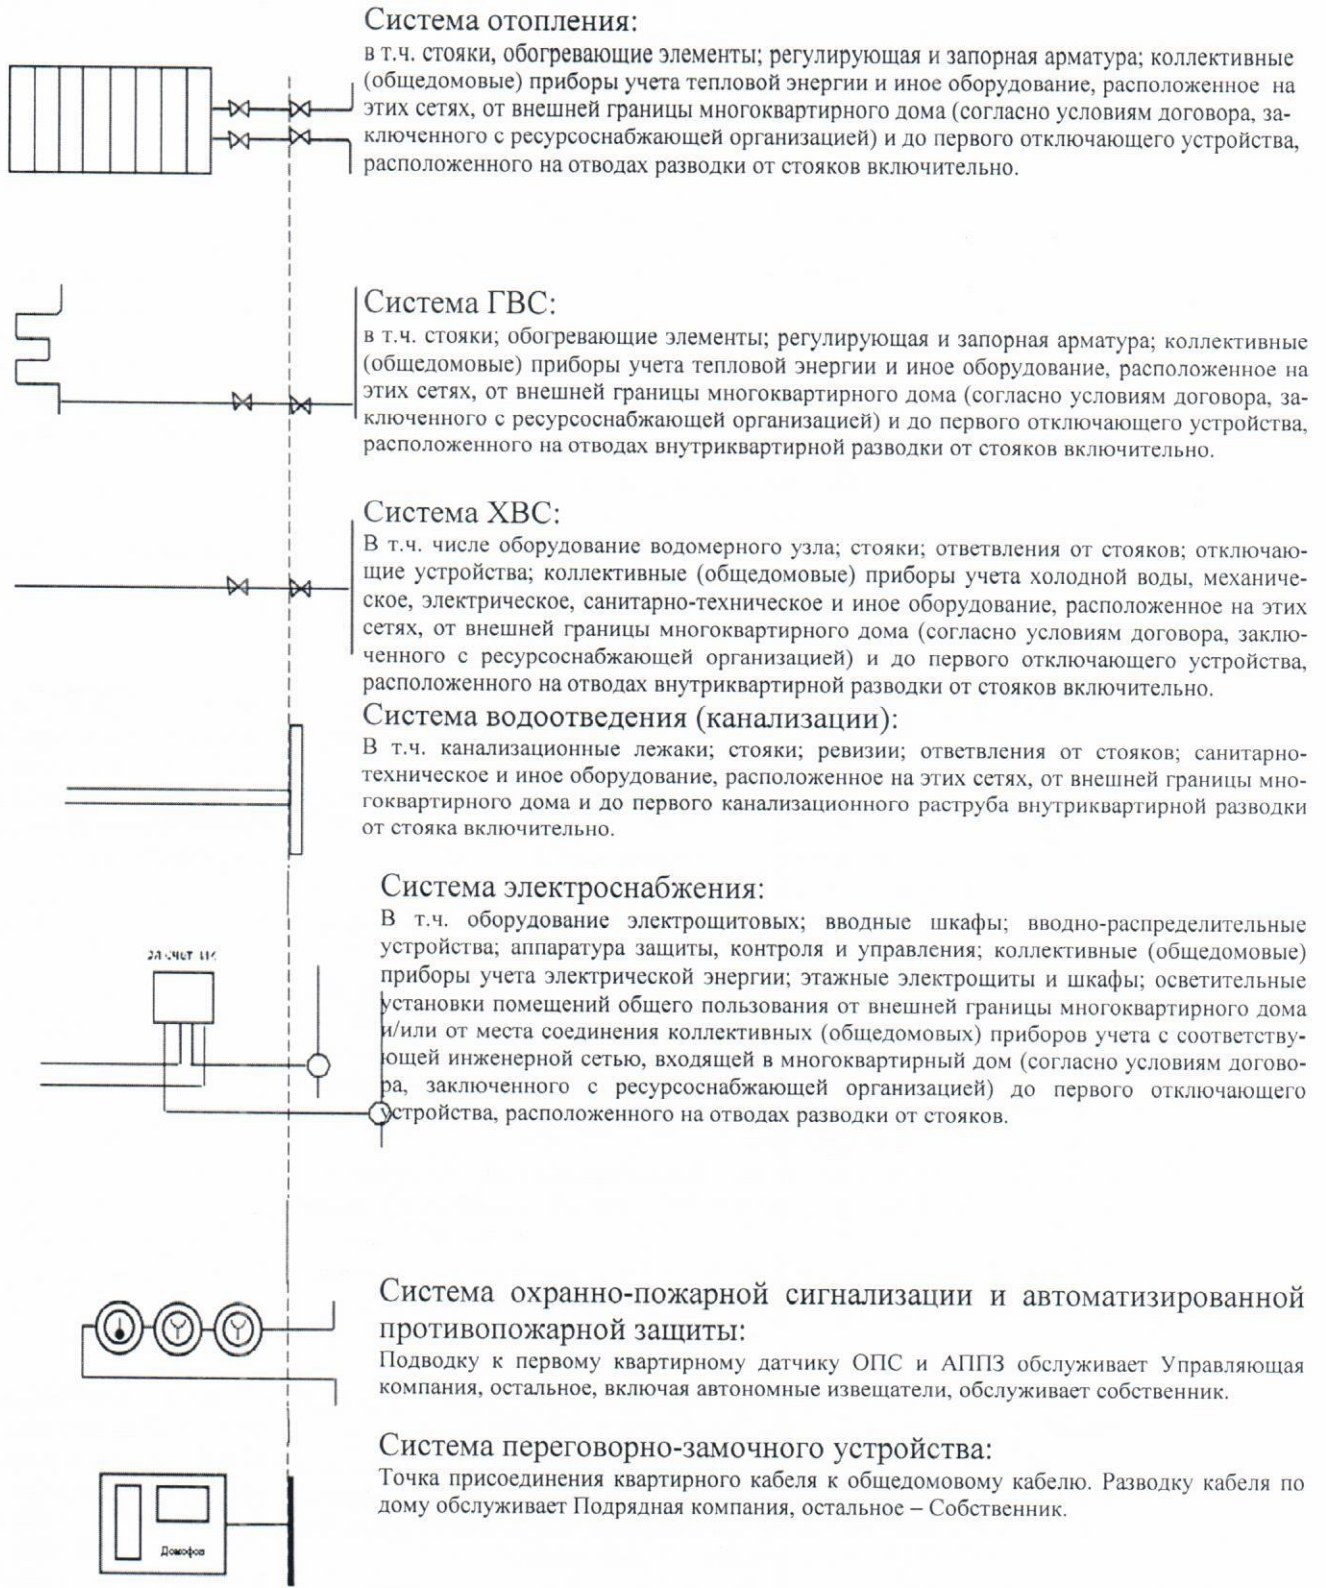 Система отопления:
в т.ч. стояки, обогревающие элементы; регулирующая и запорная арматура; коллективные
(общедомовые) приборы учета тепловой энергии и иное оборудование, расположенное на
этих сетях, от внешней границы многоквартирного дома (согласно условиям договора, за-
ключенного с ресурсоснабжающей организацией) и до первого отключающего устройства,
расположенного на отводах разводки от стояков включительно.
Система ГВС:
в т.ч. стояки; обогревающие элементы; регулирующая и запорная арматура; коллективные
(общедомовые) приборы учета тепловой энергии и иное оборудование, расположенное на
этих сетях, от внешней границы многоквартирного дома (согласно условиям договора, за-
ключенного с ресурсоснабжающей организацией) и до первого отключающего устройства,
расположенного на отводах внутриквартирной разводки от стояков включительно.
Система ХВС:
В т.ч. числе оборудование водомерного узла; стояки; ответвления от стояков; отключаю-
щие устройства; коллективные (общедомовые) приборы учета холодной воды, механиче-
ское, электрическое, санитарно-техническое и иное оборудование, расположенное на этих
сетях, от внешней границы многоквартирного дома (согласно условиям договора, заклю-
ченного с ресурсоснабжающей организацией) и до первого отключающего устройства,
расположенного на отводах внутриквартирной разводки от стояков включительно.
Система водоотведения (канализации):
В т.ч. канализационные лежаки; стояки; ревизии; ответвления от стояков; санитарно-
техническое и иное оборудование, расположенное на этих сетях, от внешней границы мно-
гоквартирного дома и до первого канализационного раструба внутриквартирной разводки
от стояка включительно.
Система электроснабжения:
В т.ч. оборудование электрощитовых; вводные шкафы; вводно-распределительные
устройства; аппаратура защиты, контроля и управления; коллективные (общедомовые)
приборы учета электрической энергии; этажные электрощиты и шкафы; осветительные
установки помещений общего пользования от внешней границы многоквартирного дома
и/или от места соединения коллективных (общедомовых) приборов учета с соответству-
ющей инженерной сетью, входящей в многоквартирный дом (согласно условиям догово-
ра, заключенного с ресурсоснабжающей организацией) до первого отключающего
устройства, расположенного на отводах разводки от стояков.
Система охранно-пожарной сигнализации и автоматизированной
противопожарной защиты:
Подводку к первому квартирному датчику ОПС и АППЗ обслуживает Управляющая
компания, остальное, включая автономные извещатели, обслуживает собственник.
Система переговорно-замочного устройства:
Точка присоединения квартирного кабеля к общедомовому кабелю. Разводку кабеля по
дому обслуживает Подрядная компания, остальное – Собственник.
Домофон